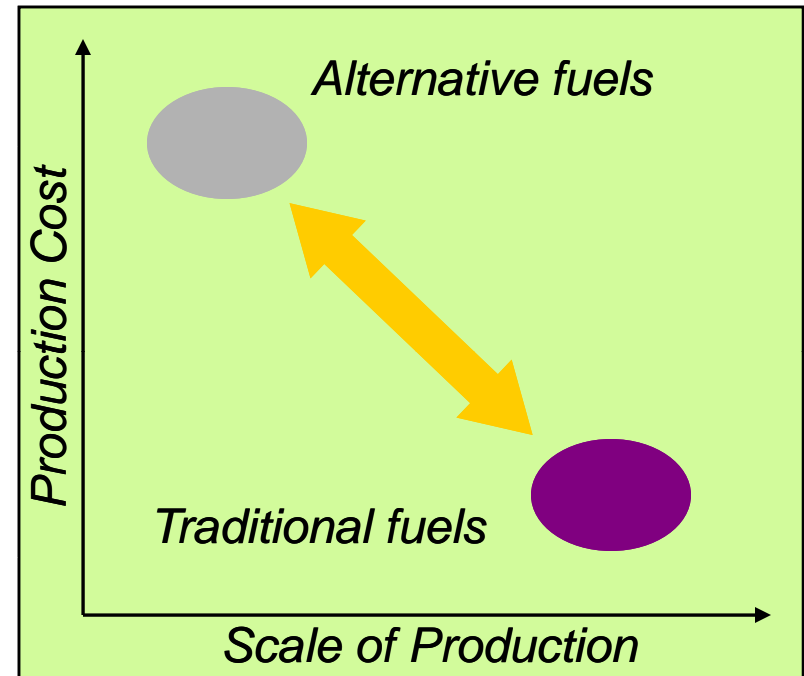 Alternative fuels
Production Cost
Traditional fuels
Scale of Production